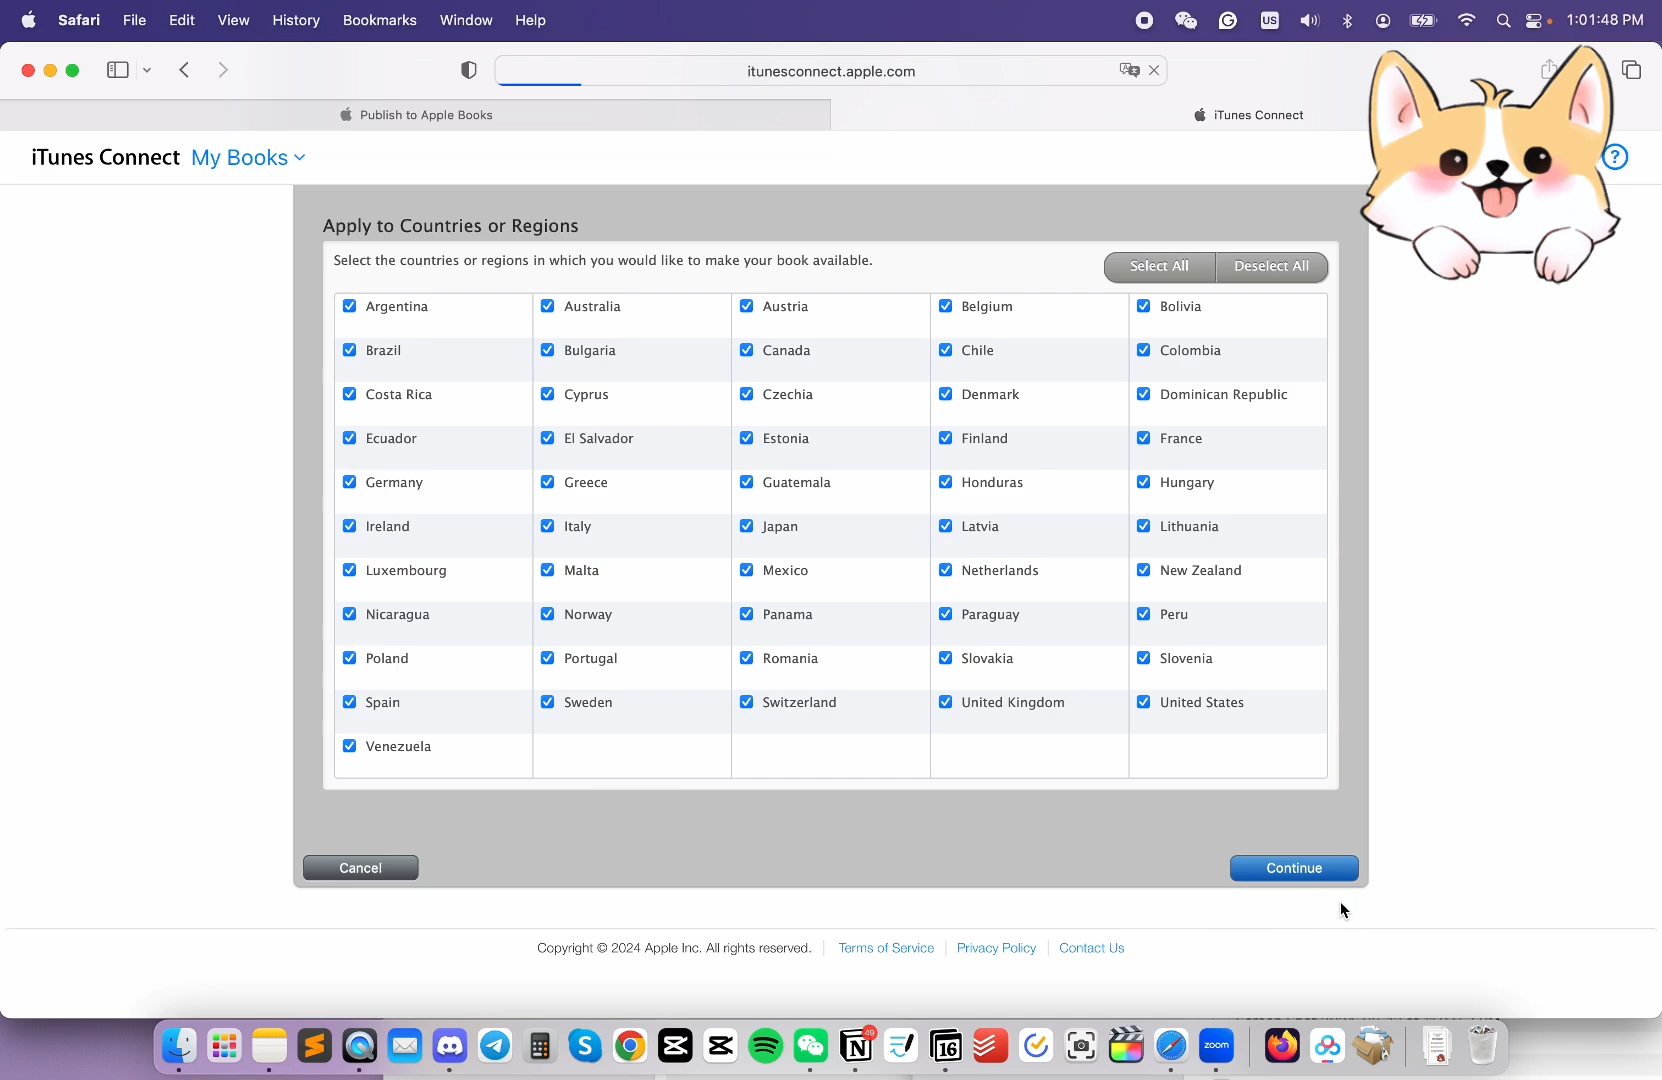 Safari File Edit View History Bookmarks Window Help US 1:01:48 PM
itunesconnect.apple.com
Publish to Apple Books iTunes Connect
iTunes Connect My Books ?
Apply to Countries or Regions
Select the countries or regions in which you would like to make your book available. Select All Deselect All
Argentina Australia Austria Belgium Bolivia
Brazil Bulgaria Canada Chile Colombia
Costa Rica Cyprus Czechia Denmark Dominican Republic
Ecuador El Salvador Estonia Finland France
Germany Greece Guatemala Honduras Hungary
Ireland Italy Japan Latvia Lithuania
Luxembourg Malta Mexico Netherlands New Zealand
Nicaragua Norway Panama Paraguay Peru
Poland Portugal Romania Slovakia Slovenia
Spain Sweden Switzerland United Kingdom United States
Venezuela
Cancel Continue
Copyright © 2024 Apple Inc. All rights reserved. Terms of Service Privacy Policy Contact Us
49 16 zoom